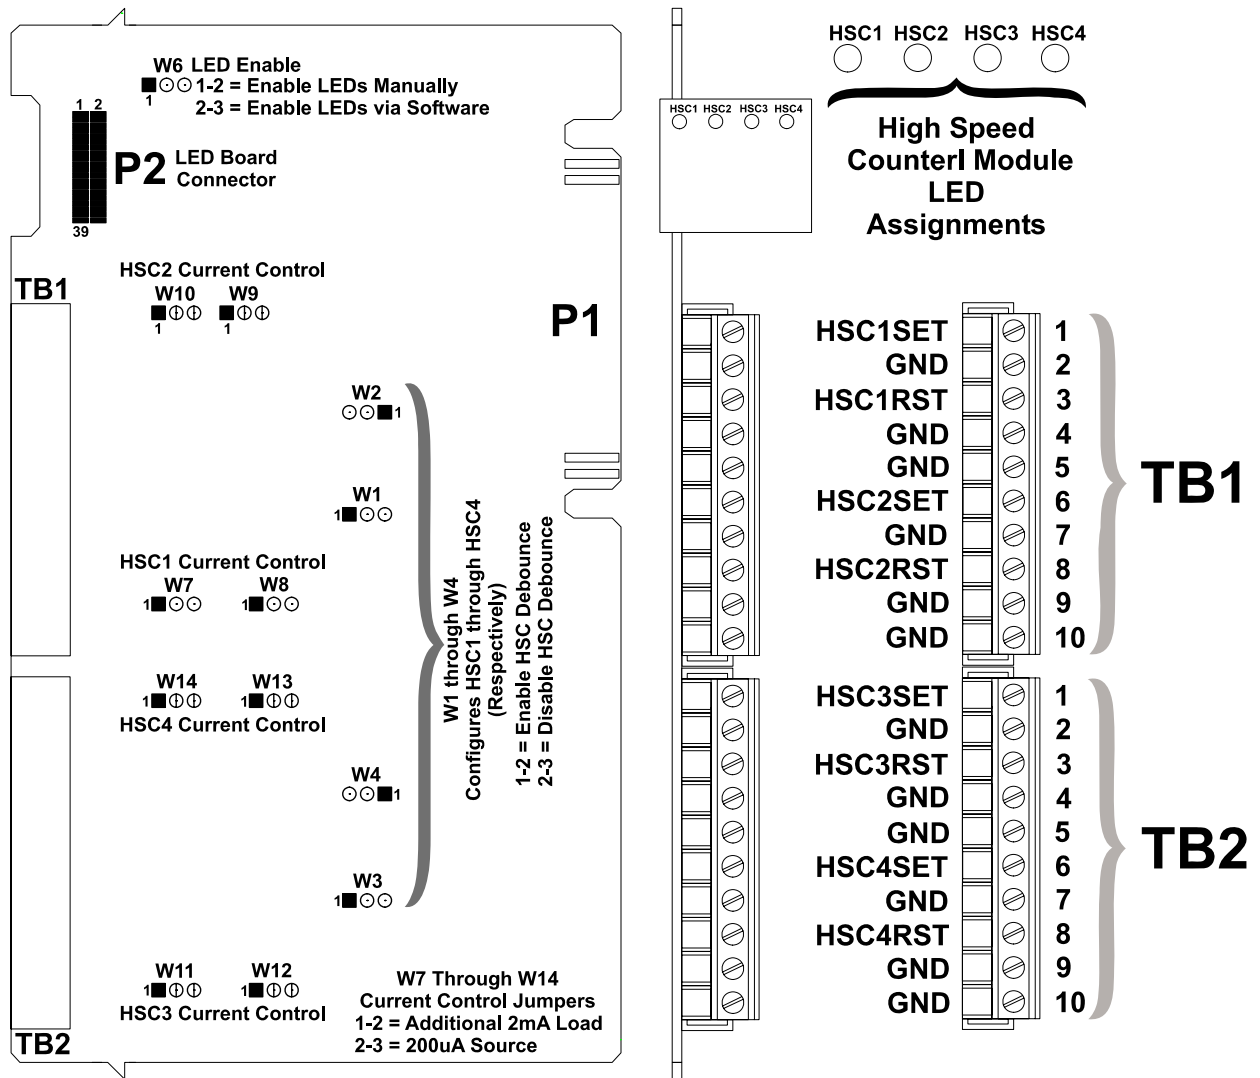 W6 LED Enable
1-2 = Enable LEDs Manually
1
2-3 = Enable LEDs via Software
1 2
P2
LED Board
Connector
39
HSC2 Current Control
TB1
W10 W9
1 1
P1
W2
1
W1
1
HSC1 Current Control
W7 W8
1 1
W14 W13
1 1
HSC4 Current Control
W4
1
W3
1
W1 through W4
Configures HSC1 through HSC4
(Respectively)
1-2 = Enable HSC Debounce
2-3 = Disable HSC Debounce
W11 W12
1 1
HSC3 Current Control
TB2
W7 Through W14
Current Control Jumpers
1-2 = Additional 2mA Load
2-3 = 200uA Source
HSC1 HSC2 HSC3 HSC4
HSC1 HSC2 HSC3 HSC4
High Speed
Counterl Module
LED
Assignments
HSC1SET 1
GND 2
HSC1RST 3
GND 4
GND 5
HSC2SET 6
GND 7
HSC2RST 8
GND 9
GND 10
TB1
HSC3SET 1
GND 2
HSC3RST 3
GND 4
GND 5
HSC4SET 6
GND 7
HSC4RST 8
GND 9
GND 10
TB2